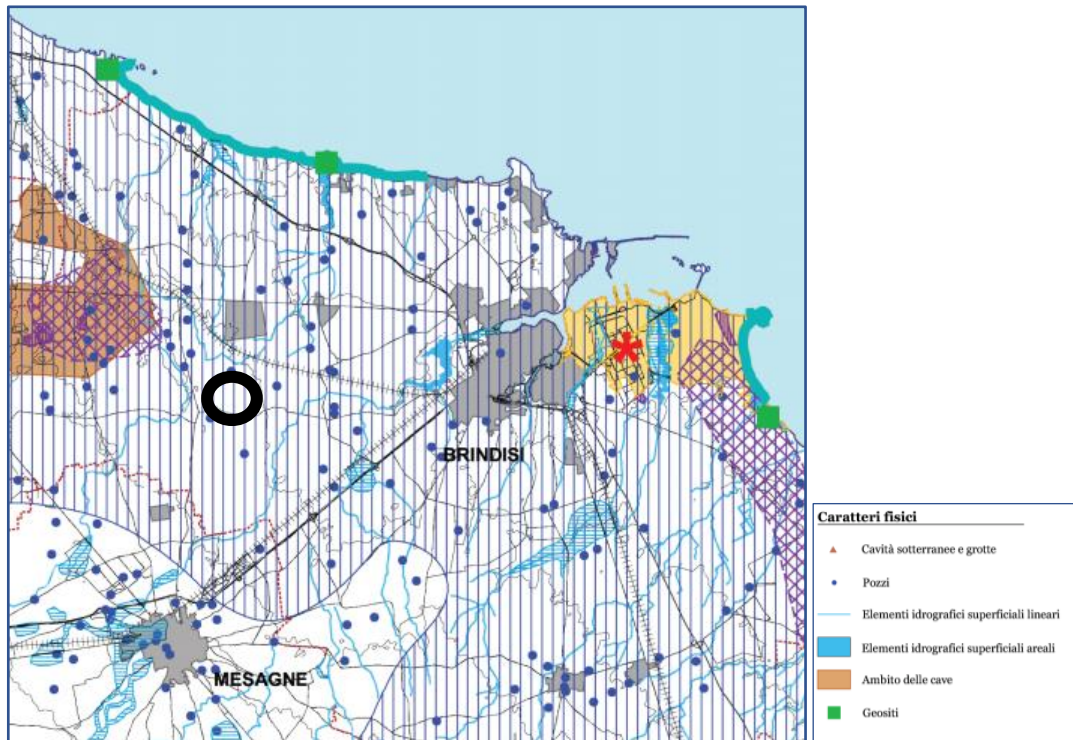 BRINDISI
MESAGNE
Caratteri fisici
Cavità sotterranee e grotte
Pozzi
Elementi idrografici superficiali lineari
Elementi idrografici superficiali areali
Ambito delle cave
Geositi